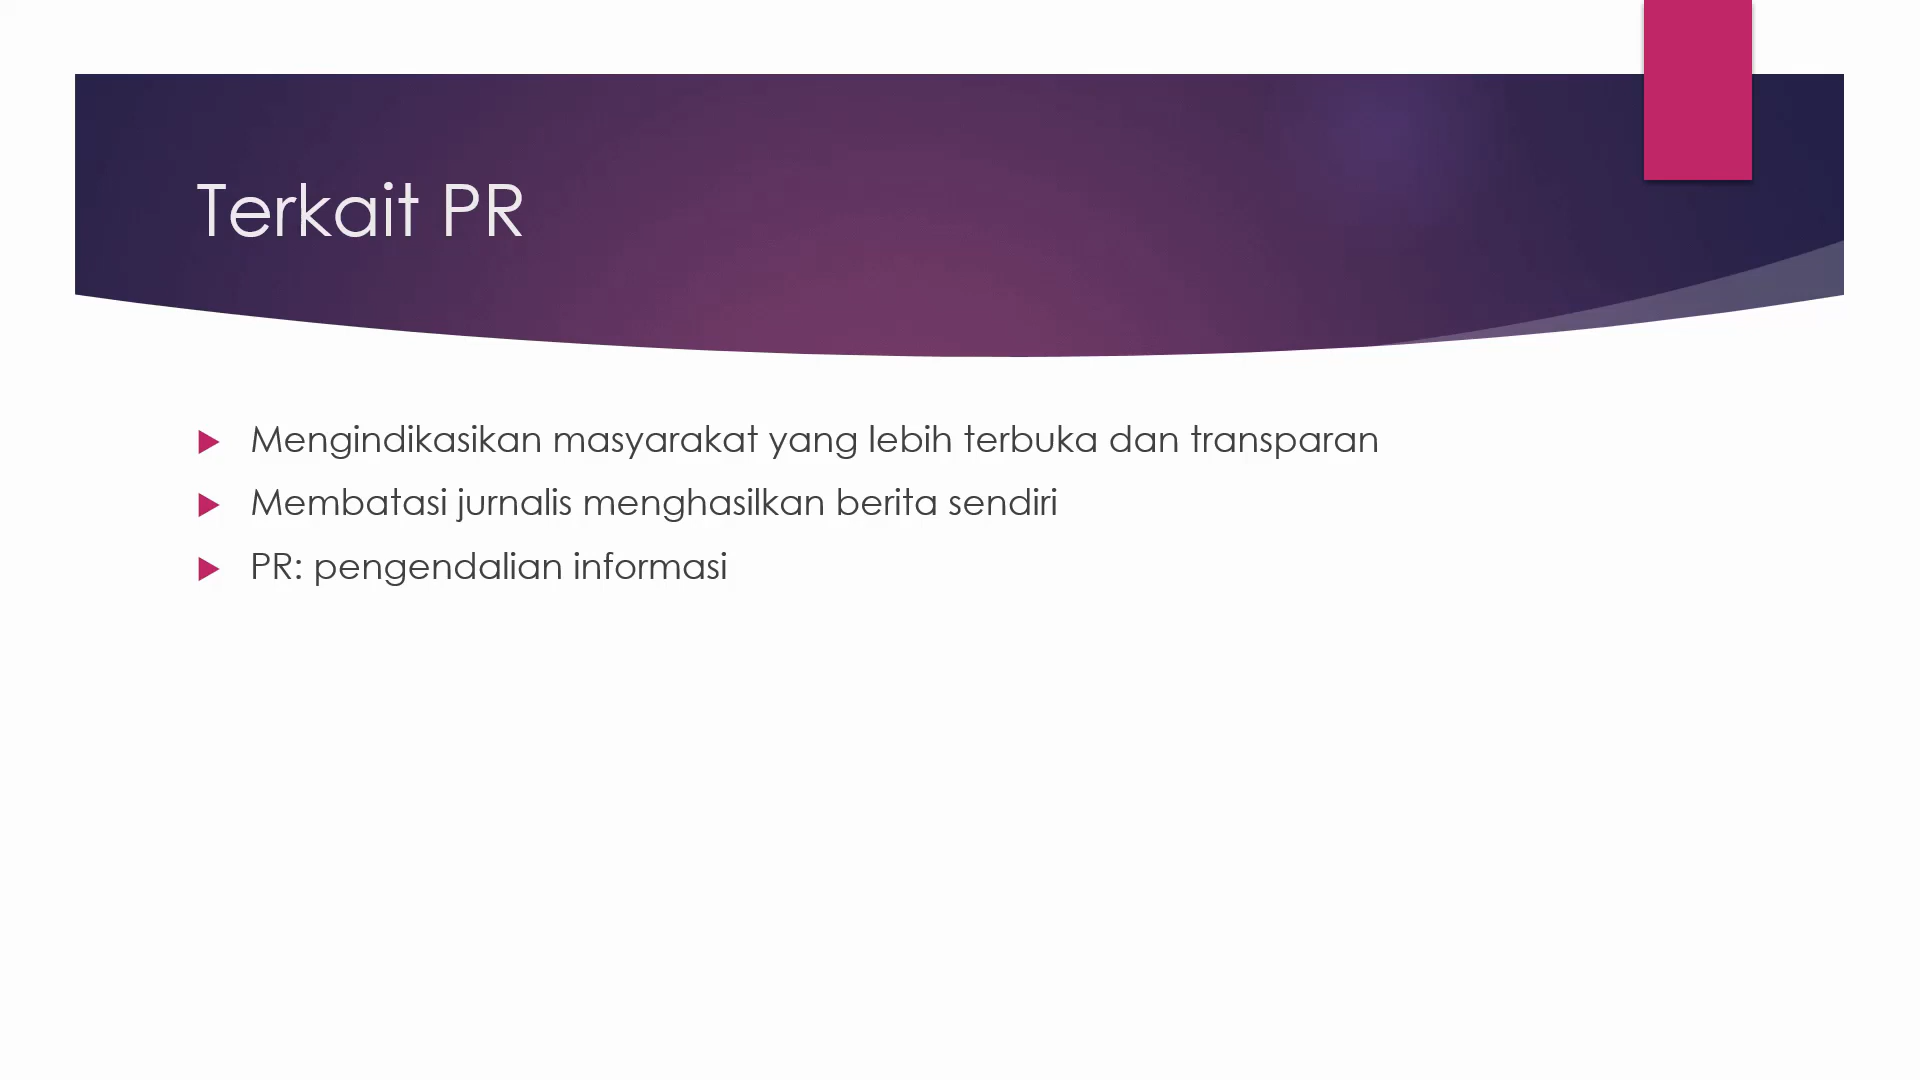 Terkait PR
Mengindikasikan masyarakat yang lebih terbuka dan transparan
Membatasi jurnalis menghasilkan berita sendiri
PR: pengendalian informasi